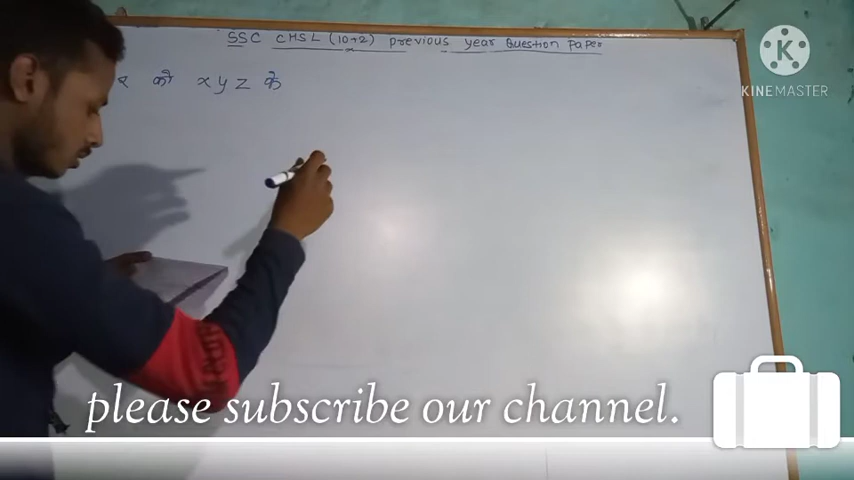 SSC CHSL (10+2) previous year Question Paper
को x y z के
KINEMASTER
please subscribe our channel.